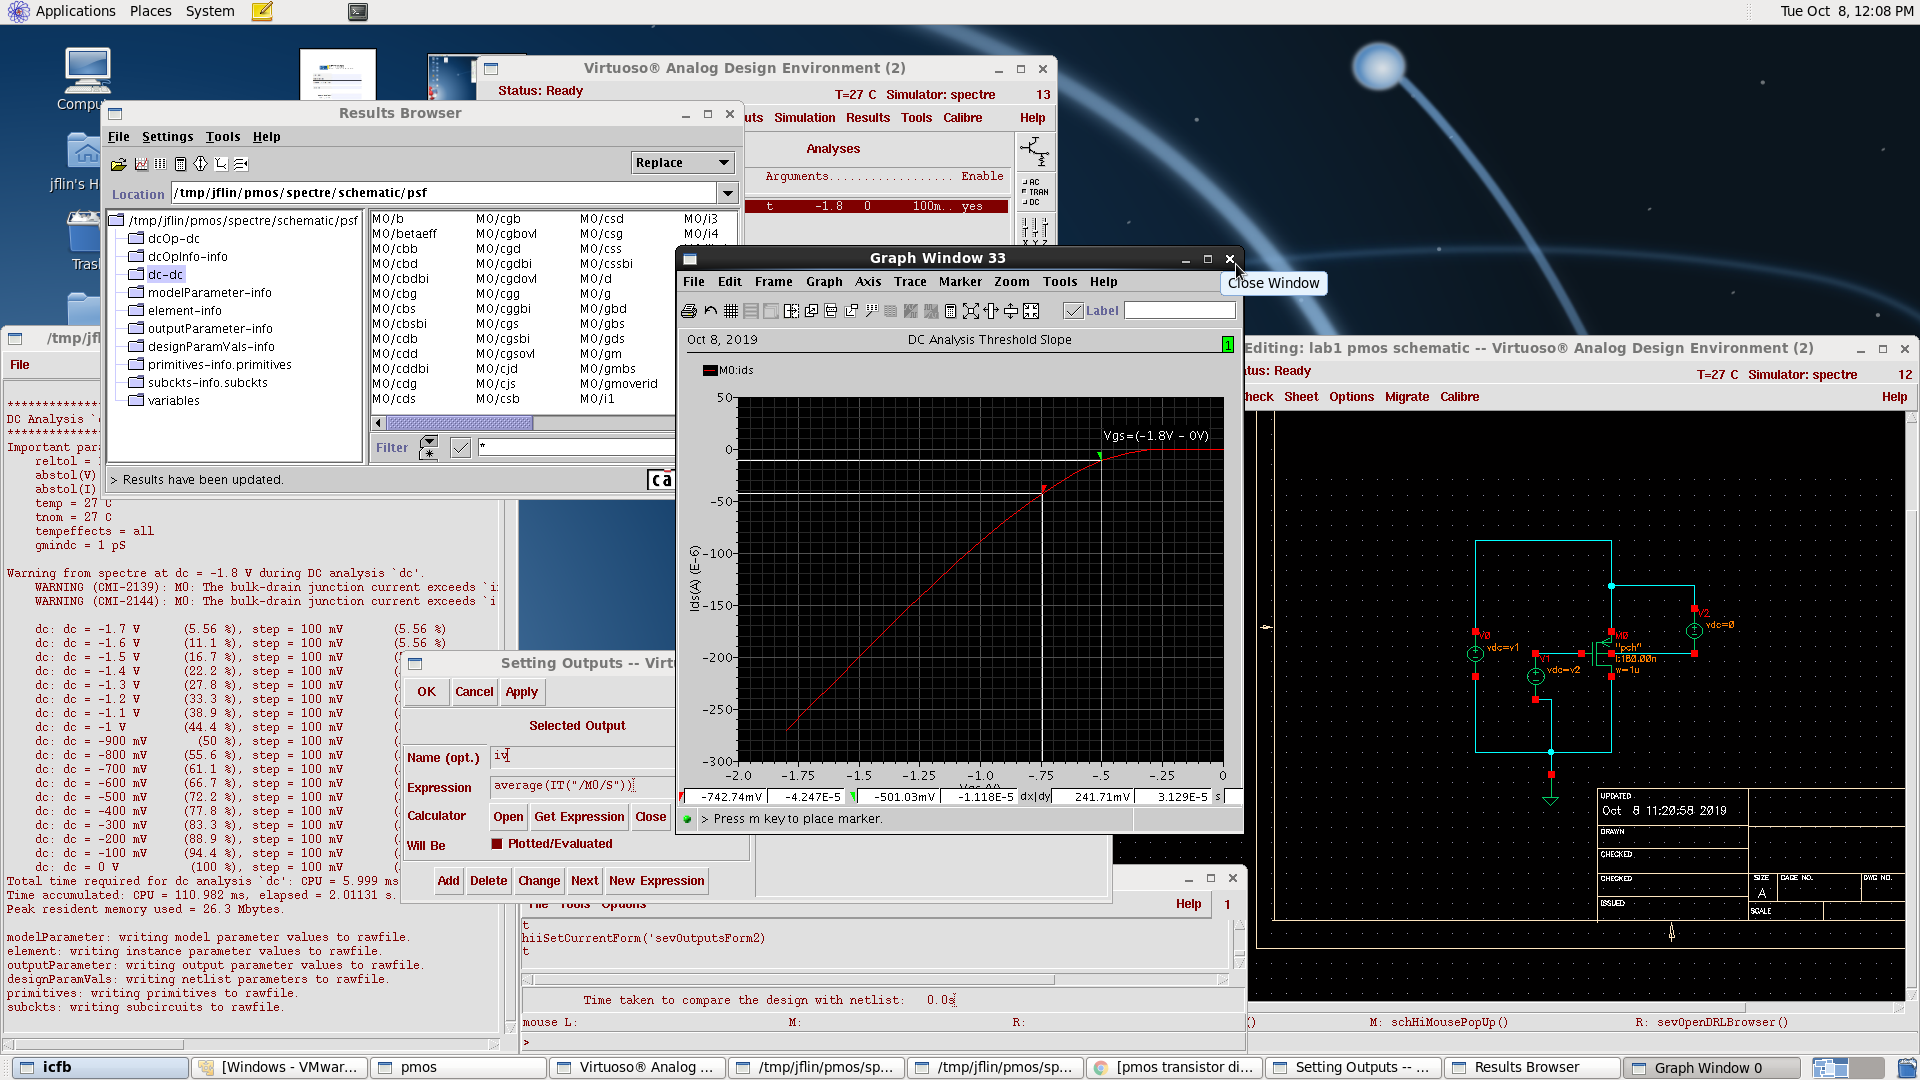 Applications Places System
Tue Oct 8, 12:08 PM
Virtuoso® Analog Design Environment (2)
Status: Ready
T=27 C Simulator: spectre 13
Simulation Results Tools Calibre Help
Analyses
Arguments................... Enable
t -1.8 0 100m.. yes
AC
TRAN
DC
X Y Z
Results Browser
File Settings Tools Help
Replace
Location /tmp/jflin/pmos/spectre/schematic/psf
/tmp/jflin/pmos/spectre/schematic/psf
dcOp-dc
dcOpInfo-info
dc-dc
modelParameter-info
element-info
outputParameter-info
designParamVals-info
primitives-info.primitives
subckts-info.subckts
variables
M0/b M0/cgb M0/csd M0/i3
M0/betaeff M0/cgbovl M0/csg M0/i4
M0/cbb M0/cgd M0/css
M0/cbd M0/cgdbi M0/cssbi
M0/cbdbi M0/cgdovl M0/d
M0/cbg M0/cgg M0/g
M0/cbs M0/cggbi M0/gbd
M0/cbsbi M0/cgs M0/gbs
M0/cdb M0/cgsbi M0/gds
M0/cdd M0/cgsovl M0/gm
M0/cddbi M0/cjd M0/gmbs
M0/cdg M0/cjs M0/gmoverid
M0/cds M0/csb M0/i1
Filter *
> Results have been updated.
jflin's H
Graph Window 33
Close Window
File Edit Frame Graph Axis Trace Marker Zoom Tools Help
Label
Oct 8, 2019 DC Analysis Threshold Slope 1
M0:ids
Vgs=(-1.8V - 0V)
Ids(A) (E-6)
50
0
-50
-100
-150
-200
-250
-300
-2.0 -1.75 -1.5 -1.25 -1.0 -.75 -.5 -.25 0
-742.74mV -4.247E-5 -501.03mV -1.118E-5 dx|dy 241.71mV 3.129E-5 s
> Press m key to place marker.
File
DC Analysis `
reltol =
abstol(V)
abstol(I)
temp = 27 C
tnom = 27 C
tempeffects = all
gmindc = 1 pS
Warning from spectre at dc = -1.8 V during DC analysis `dc'.
WARNING (CMI-2139): M0: The bulk-drain junction current exceeds
WARNING (CMI-2144): M0: The bulk-drain junction current exceeds
dc: dc = -1.7 V (5.56 %), step = 100 mV (5.56 %)
dc: dc = -1.6 V (11.1 %), step = 100 mV (5.56 %)
dc: dc = -1.5 V (16.7 %), step = 100 mV
dc: dc = -1.4 V (22.2 %), step = 100 mV
dc: dc = -1.3 V (27.8 %), step = 100 mV
dc: dc = -1.2 V (33.3 %), step = 100 mV
dc: dc = -1.1 V (38.9 %), step = 100 mV
dc: dc = -1 V (44.4 %), step = 100 mV
dc: dc = -900 mV (50 %), step = 100 mV
dc: dc = -800 mV (55.6 %), step = 100 mV
dc: dc = -700 mV (61.1 %), step = 100 mV
dc: dc = -600 mV (66.7 %), step = 100 mV
dc: dc = -500 mV (72.2 %), step = 100 mV
dc: dc = -400 mV (77.8 %), step = 100 mV
dc: dc = -300 mV (83.3 %), step = 100 mV
dc: dc = -200 mV (88.9 %), step = 100 mV
dc: dc = -100 mV (94.4 %), step = 100 mV
dc: dc = 0 V (100 %), step = 100 mV
Total time required for dc analysis `dc': CPU = 5.999 ms
Time accumulated: CPU = 110.982 ms, elapsed = 2.01131 s.
Peak resident memory used = 26.3 Mbytes.
modelParameter: writing model parameter values to rawfile.
element: writing instance parameter values to rawfile.
outputParameter: writing output parameter values to rawfile.
designParamVals: writing netlist parameters to rawfile.
primitives: writing primitives to rawfile.
subckts: writing subcircuits to rawfile.
Setting Outputs -- Virtu
OK Cancel Apply
Selected Output
Name (opt.) iv
Expression average(IT("/M0/S"))
Calculator Open Get Expression Close
Will Be Plotted/Evaluated
Add Delete Change Next New Expression
File Tools Options Help 1
t
hiiSetCurrentForm('sevOutputsForm2)
t
Time taken to compare the design with netlist: 0.0s
mouse L: M: R:
>
Editing: lab1 pmos schematic -- Virtuoso® Analog Design Environment (2)
tus: Ready
T=27 C Simulator: spectre 12
heck Sheet Options Migrate Calibre Help
V0
vdc=v1
V1
vdc=v2
M0
"pch"
l:180.00n
w=1u
V2
vdc=0
UPDATED
Oct 8 11:20:58 2019
DRAWN
CHECKED
CHECKED
ISSUED
SIZE CAGE NO. DWG NO.
A
SCALE
() M: schHiMousePopUp() R: sevOpenDRLBrowser()
icfb
[Windows - VMwar...
pmos
Virtuoso® Analog ...
/tmp/jflin/pmos/sp...
/tmp/jflin/pmos/sp...
[pmos transistor di...
Setting Outputs -- ...
Results Browser
Graph Window 0